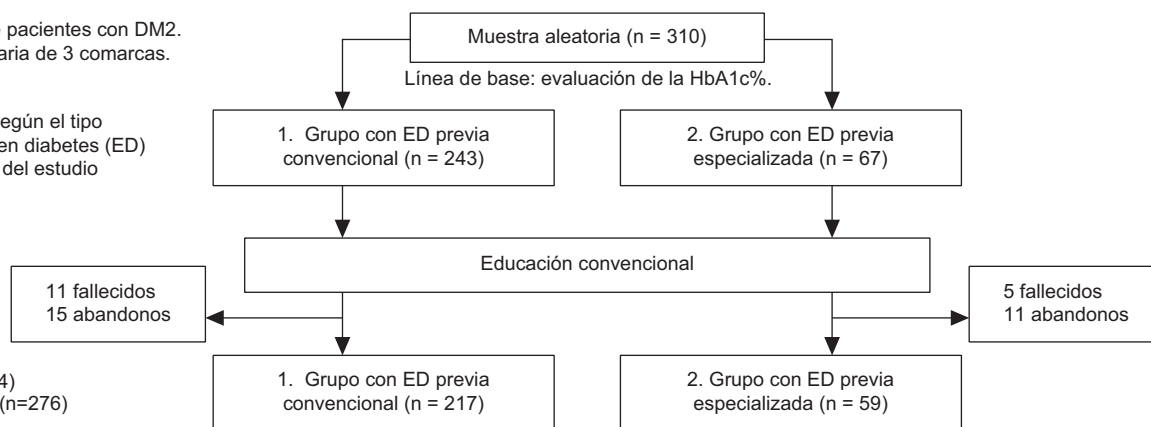 pacientes con DM2.
aria de 3 comarcas.
Muestra aleatoria (n = 310)
Línea de base: evaluación de la HbA1c%.
egún el tipo
en diabetes (ED)
del estudio
1. Grupo con ED previa
convencional (n = 243)
2. Grupo con ED previa
especializada (n = 67)
Educación convencional
11 fallecidos
15 abandonos
5 fallecidos
11 abandonos
4)
(n=276)
1. Grupo con ED previa
convencional (n = 217)
2. Grupo con ED previa
especializada (n = 59)